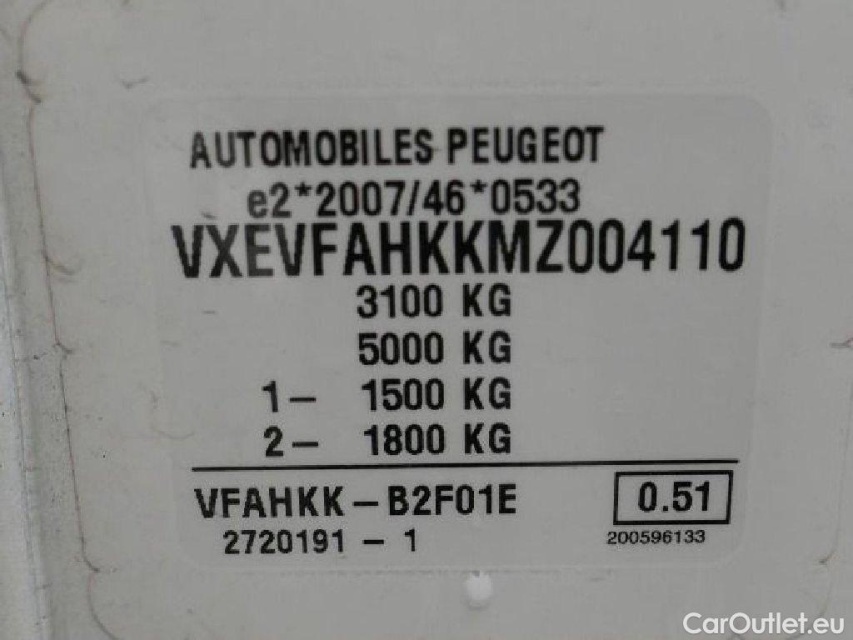 AUTOMOBILES PEUGEOT
e2*2007/46*0533
VXEVFAHKKMZ004110
3100 KG
5000 KG
1- 1500 KG
2- 1800 KG
VFAHKK-B2F01E 0.51
2720191-1 200596133
CarOutlet.eu